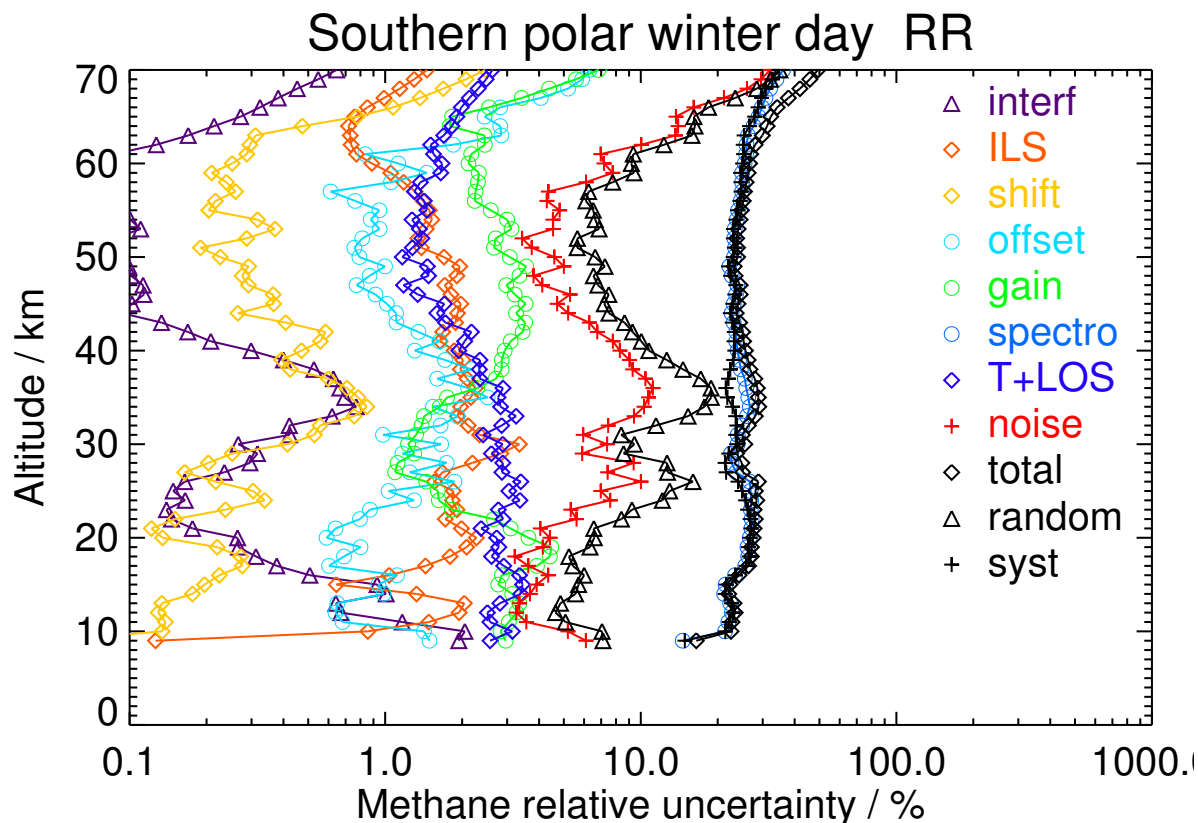 Southern polar winter day RR
70
60
50
40
30
20
10
0
Altitude / km
interf
ILS
shift
offset
gain
spectro
T+LOS
noise
total
random
syst
0.1 1.0 10.0 100.0 1000.
Methane relative uncertainty / %